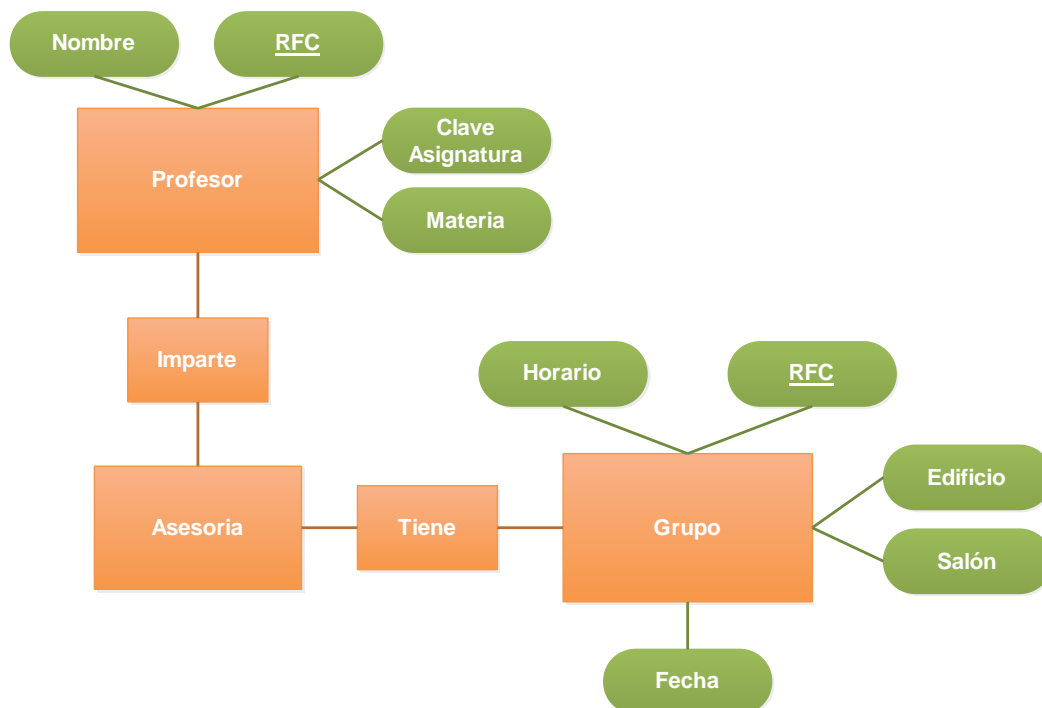 Nombre
RFC
Clave
Asignatura
Profesor
Materia
Imparte
Horario
RFC
Edificio
Asesoria
Tiene
Grupo
Salón
Fecha